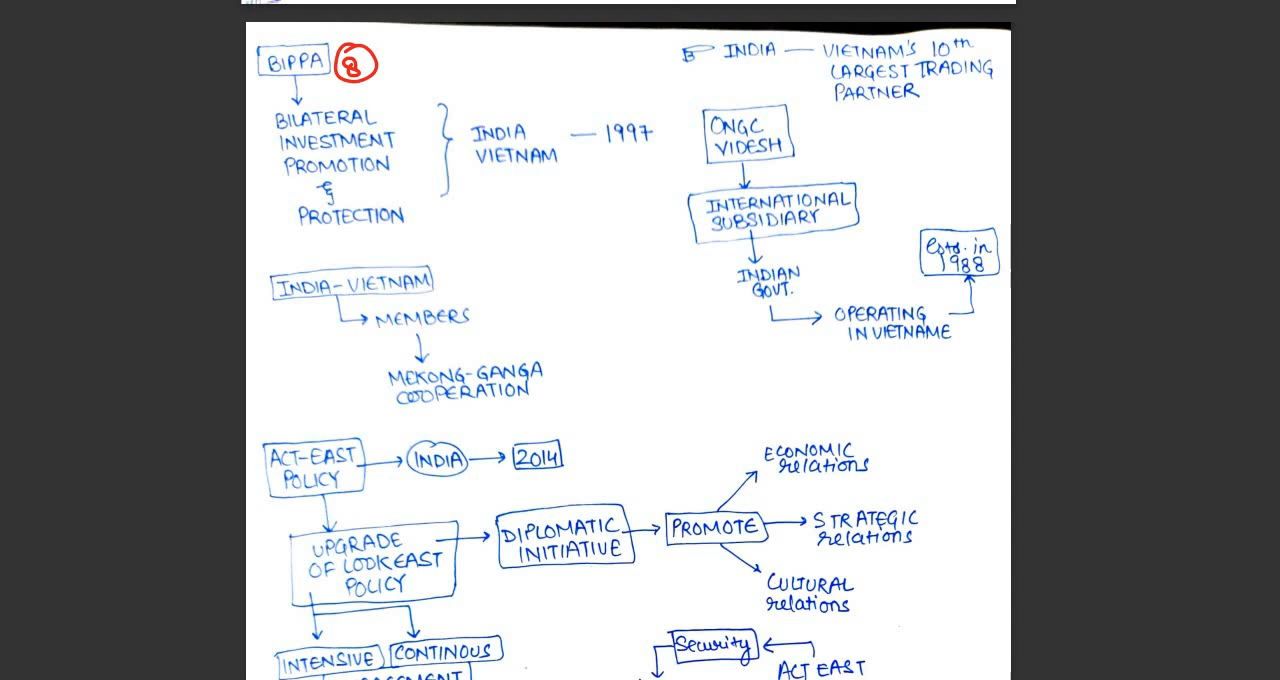 BIPPA 8
BILATERAL
INVESTMENT
PROMOTION
&
PROTECTION
INDIA
VIETNAM
— 1997
INDIA — VIETNAM'S 10th
LARGEST TRADING
PARTNER
ONGC
VIDESH
INTERNATIONAL
SUBSIDIARY
INDIAN
GOVT.
OPERATING
IN VIETNAME
Estd. in
1988
INDIA-VIETNAM
MEMBERS
MEKONG-GANGA
COOPERATION
ACT-EAST
POLICY
INDIA
2014
UPGRADE
OF LOOKEAST
POLICY
DIPLOMATIC
INITIATIVE
PROMOTE
ECONOMIC
relations
STRATEGIC
relations
CULTURAL
relations
INTENSIVE
CONTINOUS
Security
ACT EAST